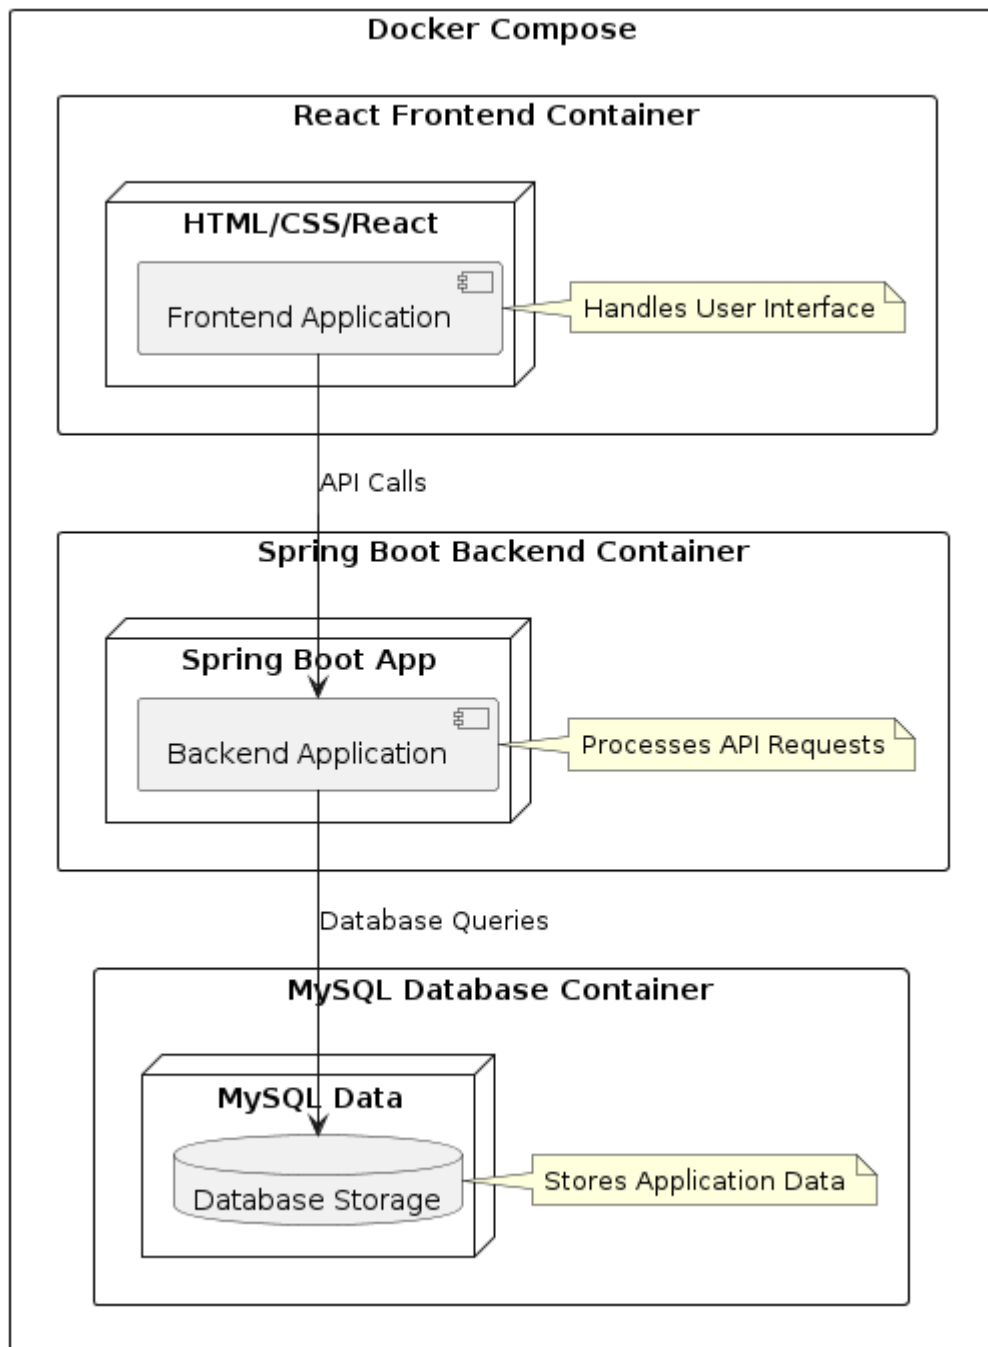 Docker Compose
React Frontend Container
HTML/CSS/React
Frontend Application
Handles User Interface
API Calls
Spring Boot Backend Container
Spring Boot App
Backend Application
Processes API Requests
Database Queries
MySQL Database Container
MySQL Data
Database Storage
Stores Application Data